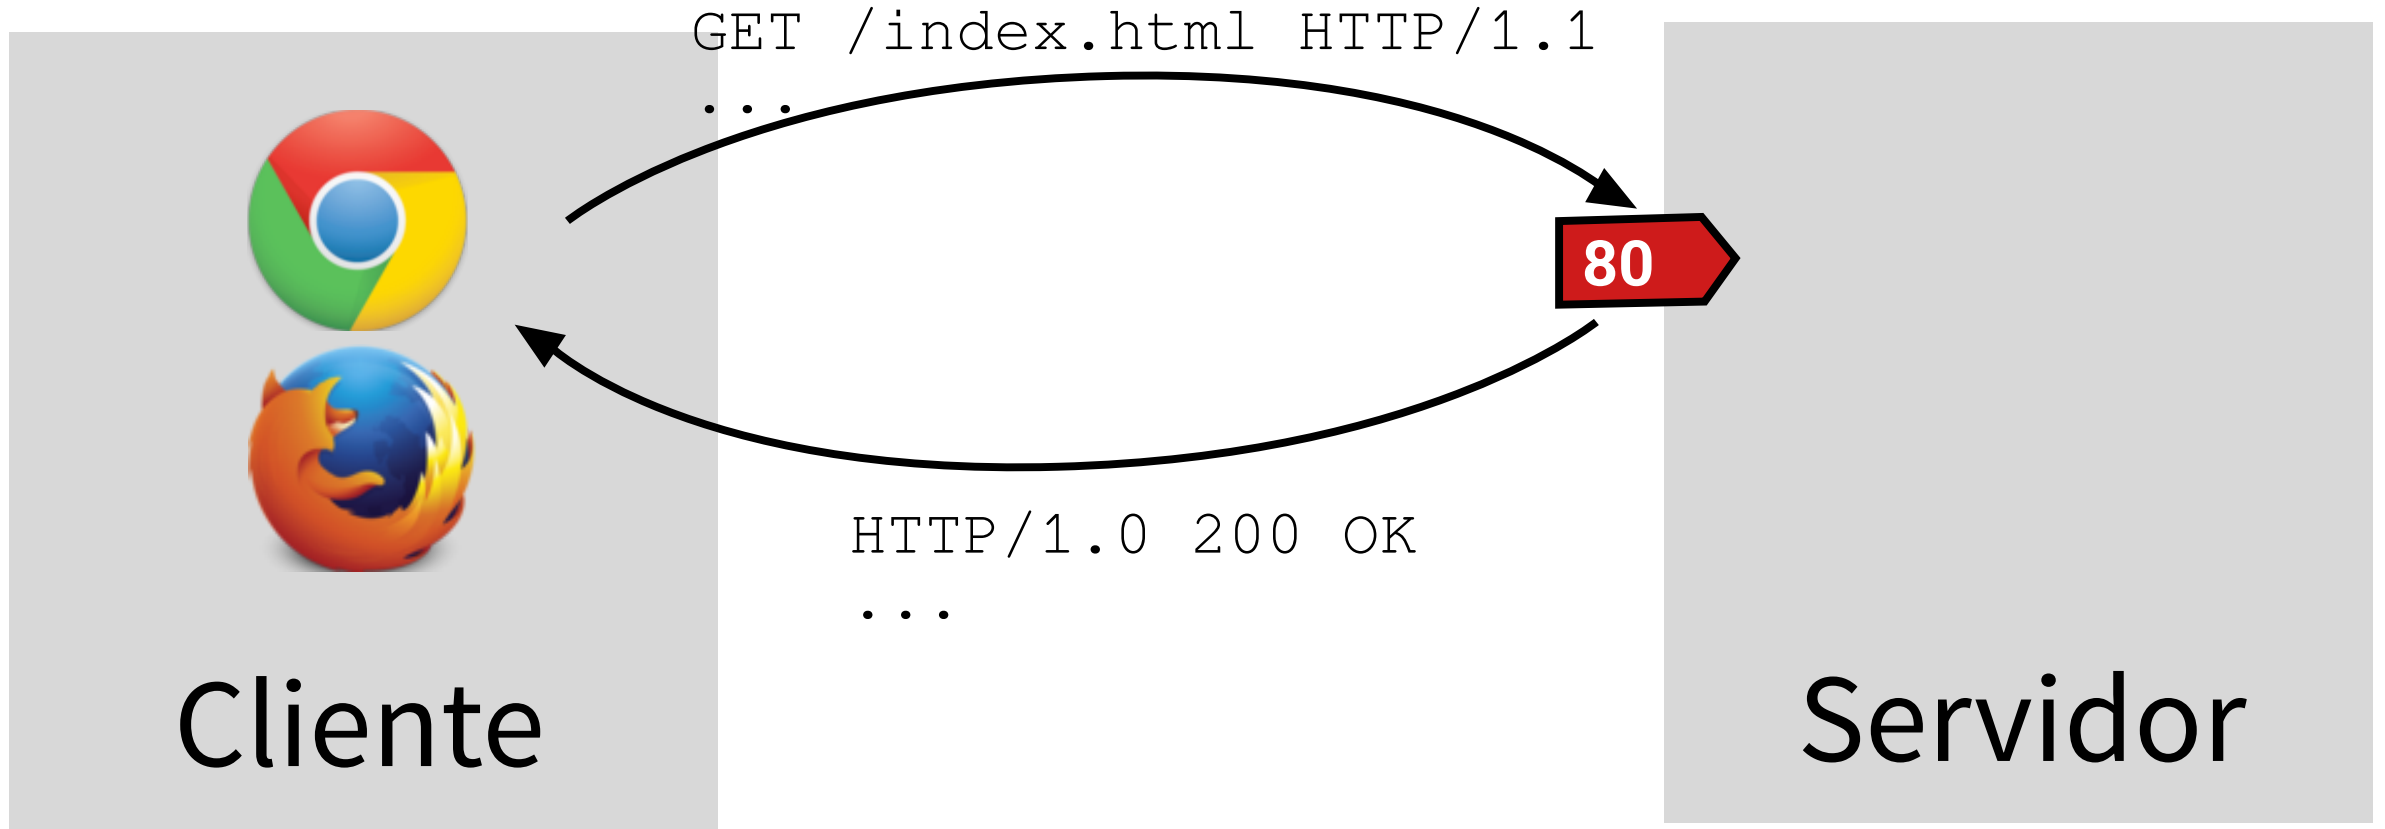 GET /index.html HTTP/1.1
...
80
HTTP/1.0 200 OK
...
Cliente
Servidor